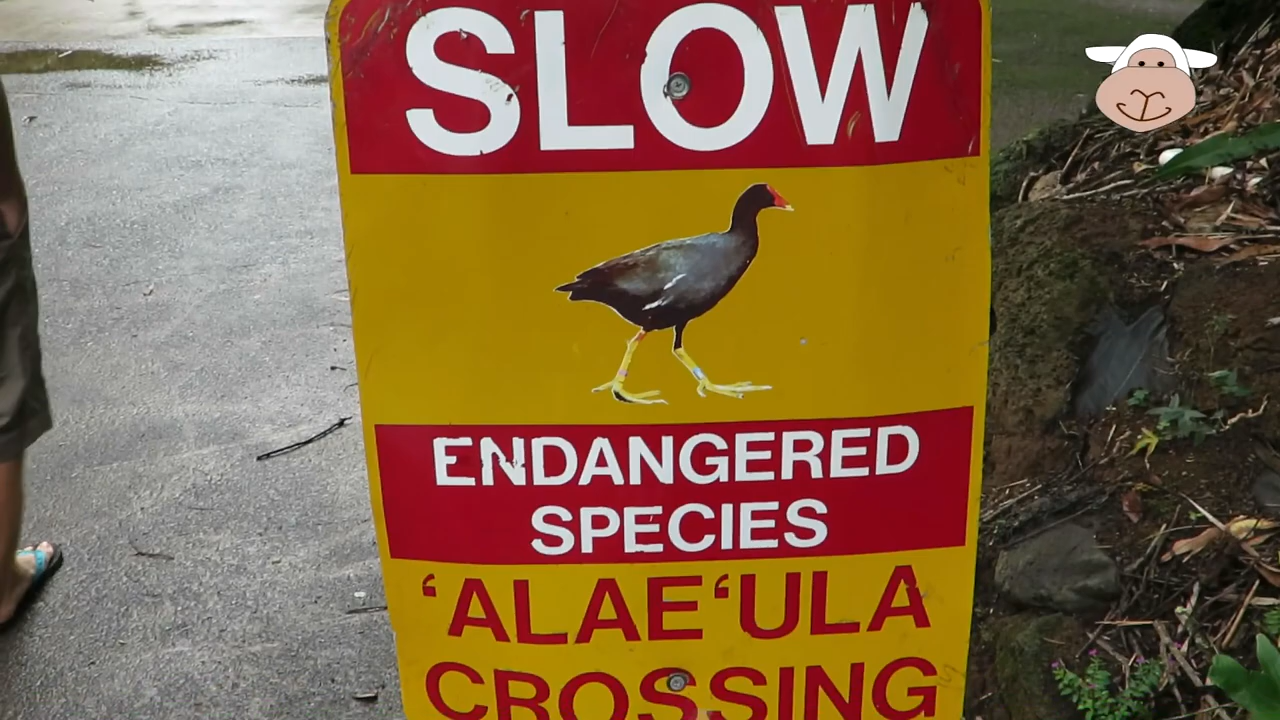 SLOW
ENDANGERED
SPECIES
‘ALAE‘ULA
CROSSING